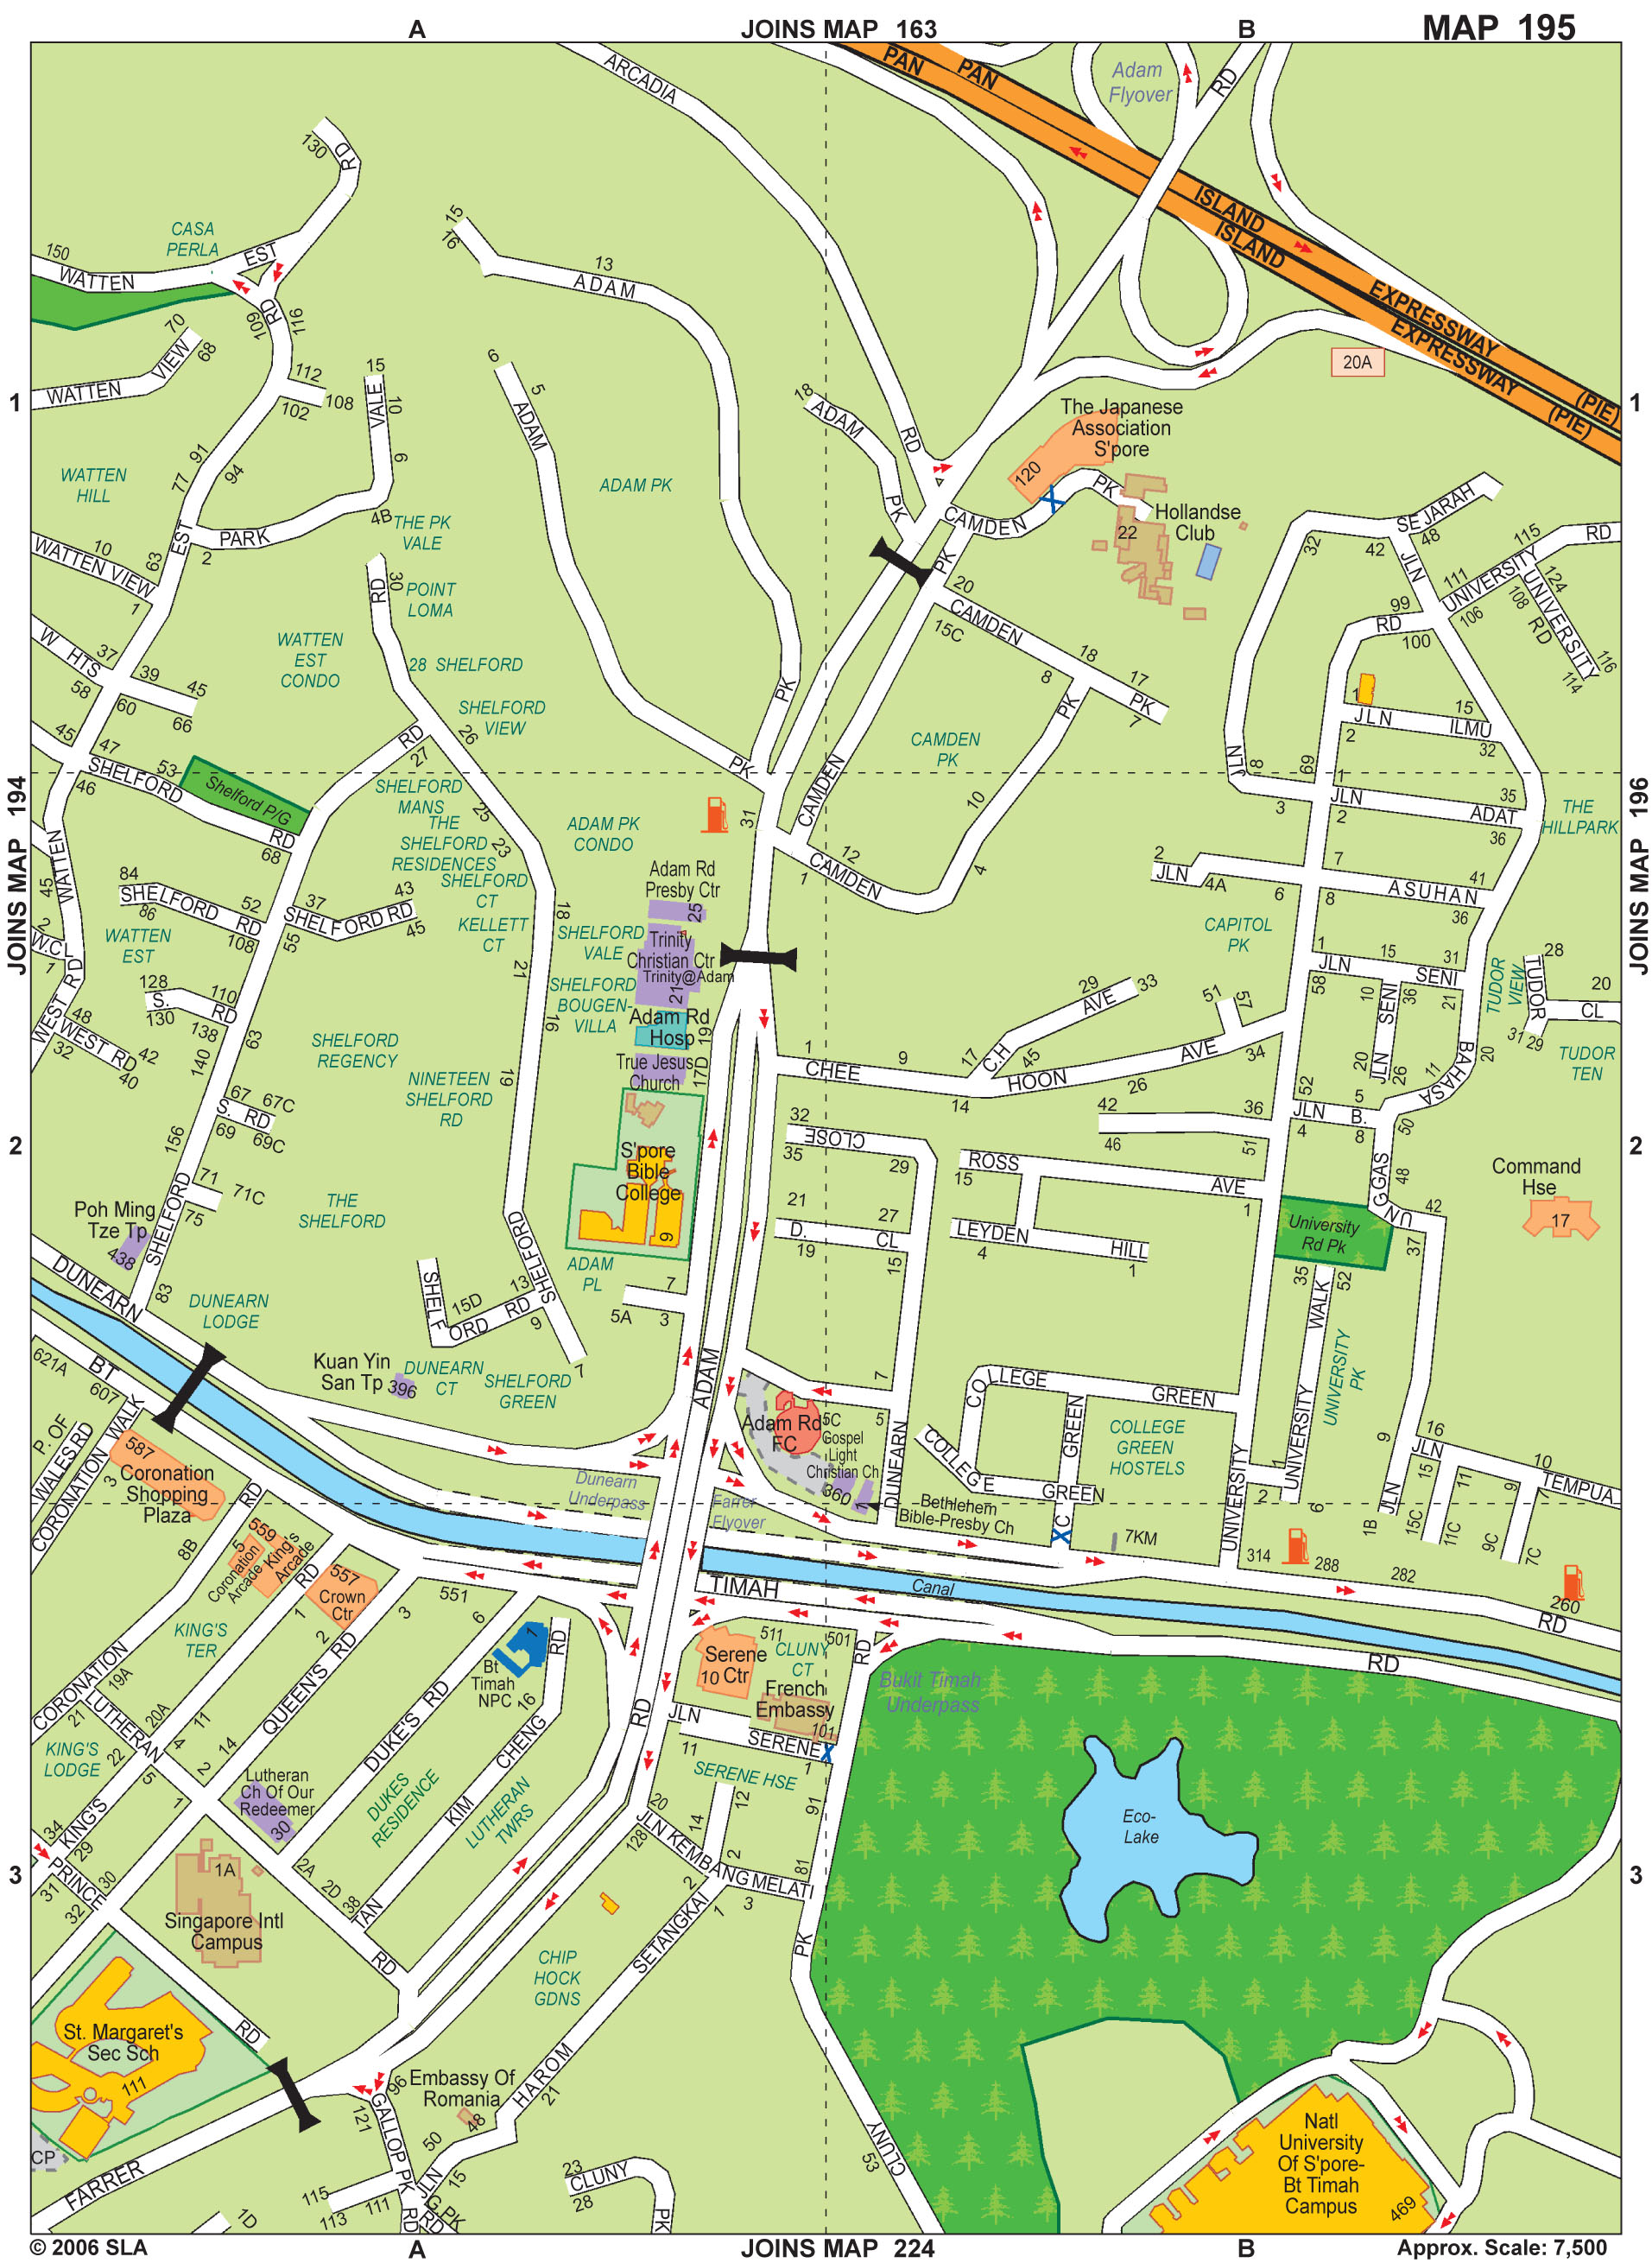 A
JOINS MAP 163
B
MAP 195
ARCADIA
PAN
PAN
Adam
Flyover
RD
130
RD
ISLAND
ISLAND
CASA
PERLA
150
WATTEN
EST
15
16
13
ADAM
EXPRESSWAY
EXPRESSWAY
(PIE)
(PIE)
RD
109
116
70
68
VIEW
WATTEN
112
108
102
15
VALE
10
6
6
5
ADAM
20A
1
1
18
ADAM
RD
PK
The Japanese
Association
S'pore
120
PK
CAMDEN
Hollandse
Club
22
WATTEN
HILL
77
91
94
ADAM PK
4B
THE PK
VALE
PARK
2
EST
63
10
WATTEN VIEW
1
30
RD
POINT
LOMA
SEJARAH
32
42
48
JLN
115
RD
111
UNIVERSITY
106
124
108
UNIVERSITY
RD
116
114
99
RD
100
PK
20
CAMDEN
15C
18
8
17
PK
7
W HTS
37
39
45
58
60
66
WATTEN
EST
CONDO
28 SHELFORD
SHELFORD
VIEW
26
RD
27
PK
PK
CAMDEN
PK
PK
1
JLN
ILMU
15
2
32
45
47
53
SHELFORD
46
Shelford P/G
RD
68
SHELFORD
MANS
THE
SHELFORD
RESIDENCES
25
23
SHELFORD
CT
KELLETT
CT
ADAM PK
CONDO
31
CAMDEN
JLN
8
69
3
1
JLN
ADAT
35
2
36
THE
HILLPARK
JOINS MAP 194
JOINS MAP 196
WATTEN
45
2
84
SHELFORD
86
52
RD
108
37
43
SHELFORD RD
45
55
WATTEN
EST
W.CL
1
WEST RD
18
21
16
19
Adam Rd
Presby Ctr
25
Trinity
Christian Ctr
Trinity@Adam
21
SHELFORD
VALE
SHELFORD
BOUGEN-
VILLA
Adam Rd
Hosp
19
True Jesus
Church
17D
12
1
CAMDEN
4
10
2
JLN
4A
7
6
8
ASUHAN
41
36
CAPITOL
PK
1
JLN
15
SENI
31
58
10
SENI
36
21
TUDOR
VIEW
TUDOR
28
20
CL
31
29
TUDOR
TEN
128
S.
110
RD
130
138
48
WEST RD
42
32
40
140
63
SHELFORD
REGENCY
NINETEEN
SHELFORD
RD
67
67C
S. RD
69
69C
29
33
AVE
CH
17
45
51
57
AVE
34
1
9
CHEE
HOON
14
26
20
JLN
26
11
BAHASA
20
52
JLN
5
B.
4
8
50
42
36
46
51
32
CLOSE
35
29
2
2
156
71
71C
75
SHELFORD
S'pore
Bible
College
9
THE
SHELFORD
Poh Ming
Tze Tp
438
83
21
27
D.
CL
19
15
ROSS
15
AVE
1
LEYDEN
HILL
4
1
UNGGAS
48
UN
42
37
University
Rd Pk
35
52
WALK
Command
Hse
17
DUNEARN
DUNEARN
LODGE
SHELFORD
SHELF
ORD
RD
15D
13
9
7
ADAM
PL
7
5A
3
621A
BT
607
Kuan Yin
San Tp
396
DUNEARN
CT
SHELFORD
GREEN
ADAM
7
Adam Rd
FC
5C
5
Gospel
Light
Christian Ch
360
1
DUNEARN
COLLEGE
GREEN
COLLEGE
GREEN
GREEN
COLLEGE
GREEN
HOSTELS
UNIVERSITY
PK
UNIVERSITY
UNIVERSITY
1
2
6
9
JLN
16
JLN
15
11
10
TEMPUA
9
7
1B
15C
11C
9C
7C
P. OF
WALES RD
WALK
CORONATION
3
587
Coronation
Shopping
Plaza
RD
8B
559
5
Coronation
Arcade
King's
Arcade
RD
557
Crown
Ctr
Dunearn
Underpass
Farrer
Flyover
Bethlehem
Bible-Presby Ch
C
7KM
314
288
282
260
RD
TIMAH
Canal
551
3
6
1
2
KING'S
TER
CORONATION
19A
21
LUTHERAN
20A
22
4
5
1
11
14
2
QUEEN'S RD
DUKE'S RD
Bt
Timah
NPC
1
RD
16
CHENG
KIM
TAN
Serene
10 Ctr
511
CLUNY
CT
501
RD
French
Embassy
101
JLN
SERENE
11
1
SERENE HSE
RD
Bukit Timah
Underpass
RD
KING'S
LODGE
Lutheran
Ch Of Our
Redeemer
30
DUKES
RESIDENCE
LUTHERAN
TWRS
20
JLN KEMBANG MELATI
128
14
12
2
91
81
2
1
3
Eco-
Lake
3
3
34
KING'S
29
31
PRINCE
30
32
1A
Singapore Intl
Campus
2A
2D
38
RD
CHIP
HOCK
GDNS
SETANGKAI
PK
St. Margaret's
Sec Sch
111
RD
96
121
GALLOP PK
RD
Embassy Of
Romania
48
HAROM
21
50
JLN
15
G.PK
RD
CP
FARRER
115
111
113
1D
23
CLUNY
28
PK
CLUNY
53
Natl
University
Of S'pore-
Bt Timah
Campus
469
© 2006 SLA
A
JOINS MAP 224
B
Approx. Scale: 7,500